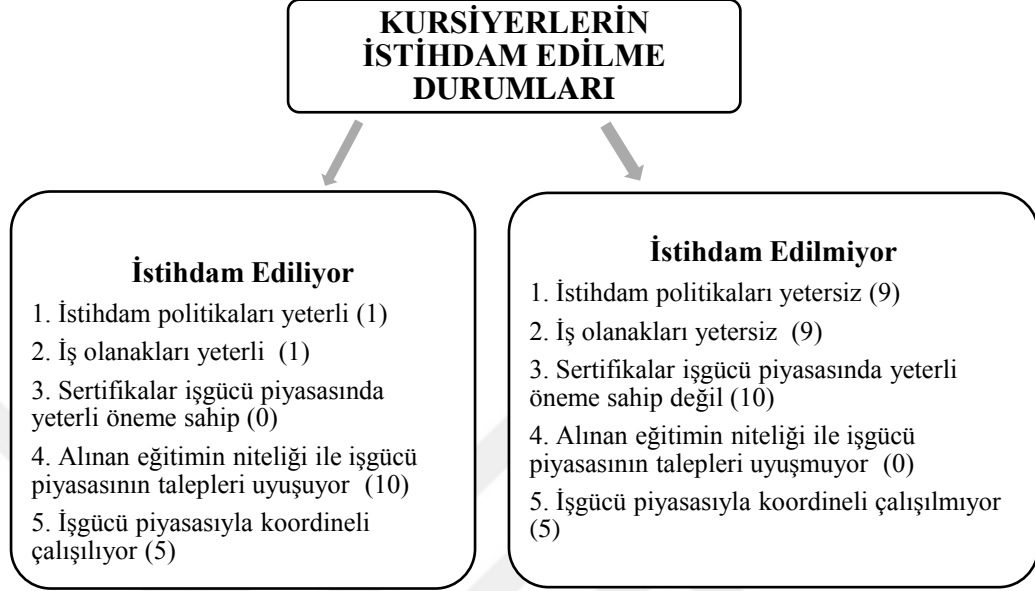 KURSİYERLERİN
İSTİHDAM EDİLME
DURUMLARI
İstihdam Ediliyor
1. İstihdam politikaları yeterli (1)
2. İş olanakları yeterli (1)
3. Sertifikalar işgücü piyasasında
yeterli öneme sahip (0)
4. Alınan eğitimin niteliği ile işgücü
piyasasının talepleri uyuşuyor (10)
5. İşgücü piyasasıyla koordineli
çalışılıyor (5)
İstihdam Edilmiyor
1. İstihdam politikaları yetersiz (9)
2. İş olanakları yetersiz (9)
3. Sertifikalar işgücü piyasasında yeterli
öneme sahip değil (10)
4. Alınan eğitimin niteliği ile işgücü
piyasasının talepleri uyuşmuyor (0)
5. İşgücü piyasasıyla koordineli çalışılmıyor
(5)